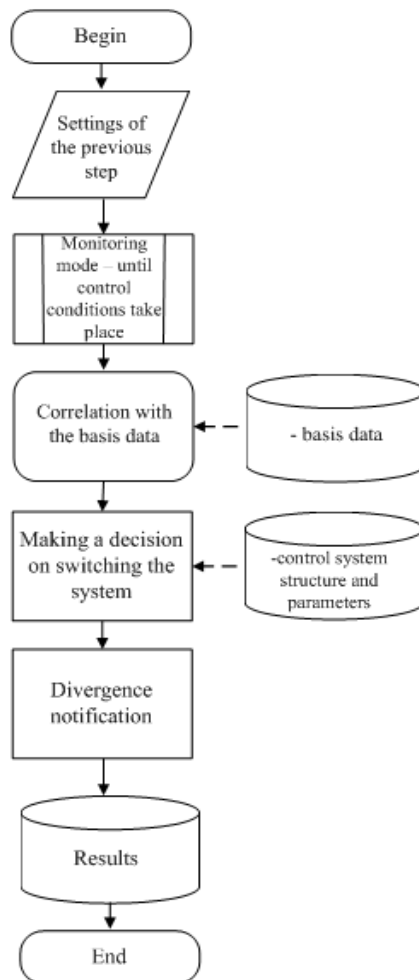 Begin
Settings of
the previous
step
Monitoring
mode – until
control
conditions take
place
Correlation with
the basis data
- basis data
Making a decision
on switching the
system
-control system
structure and
parameters
Divergence
notification
Results
End